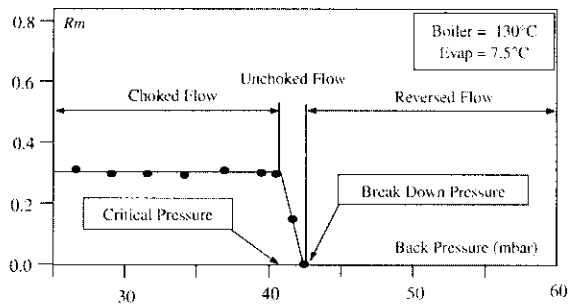 0.8
Rm
Boiler = 130°C
Evap = 7.5°C
0.6
Unchoked Flow
Choked Flow
Reversed Flow
0.4
0.2
Critical Pressure
Break Down Pressure
Back Pressure (mbar)
0.0
30
40
50
60